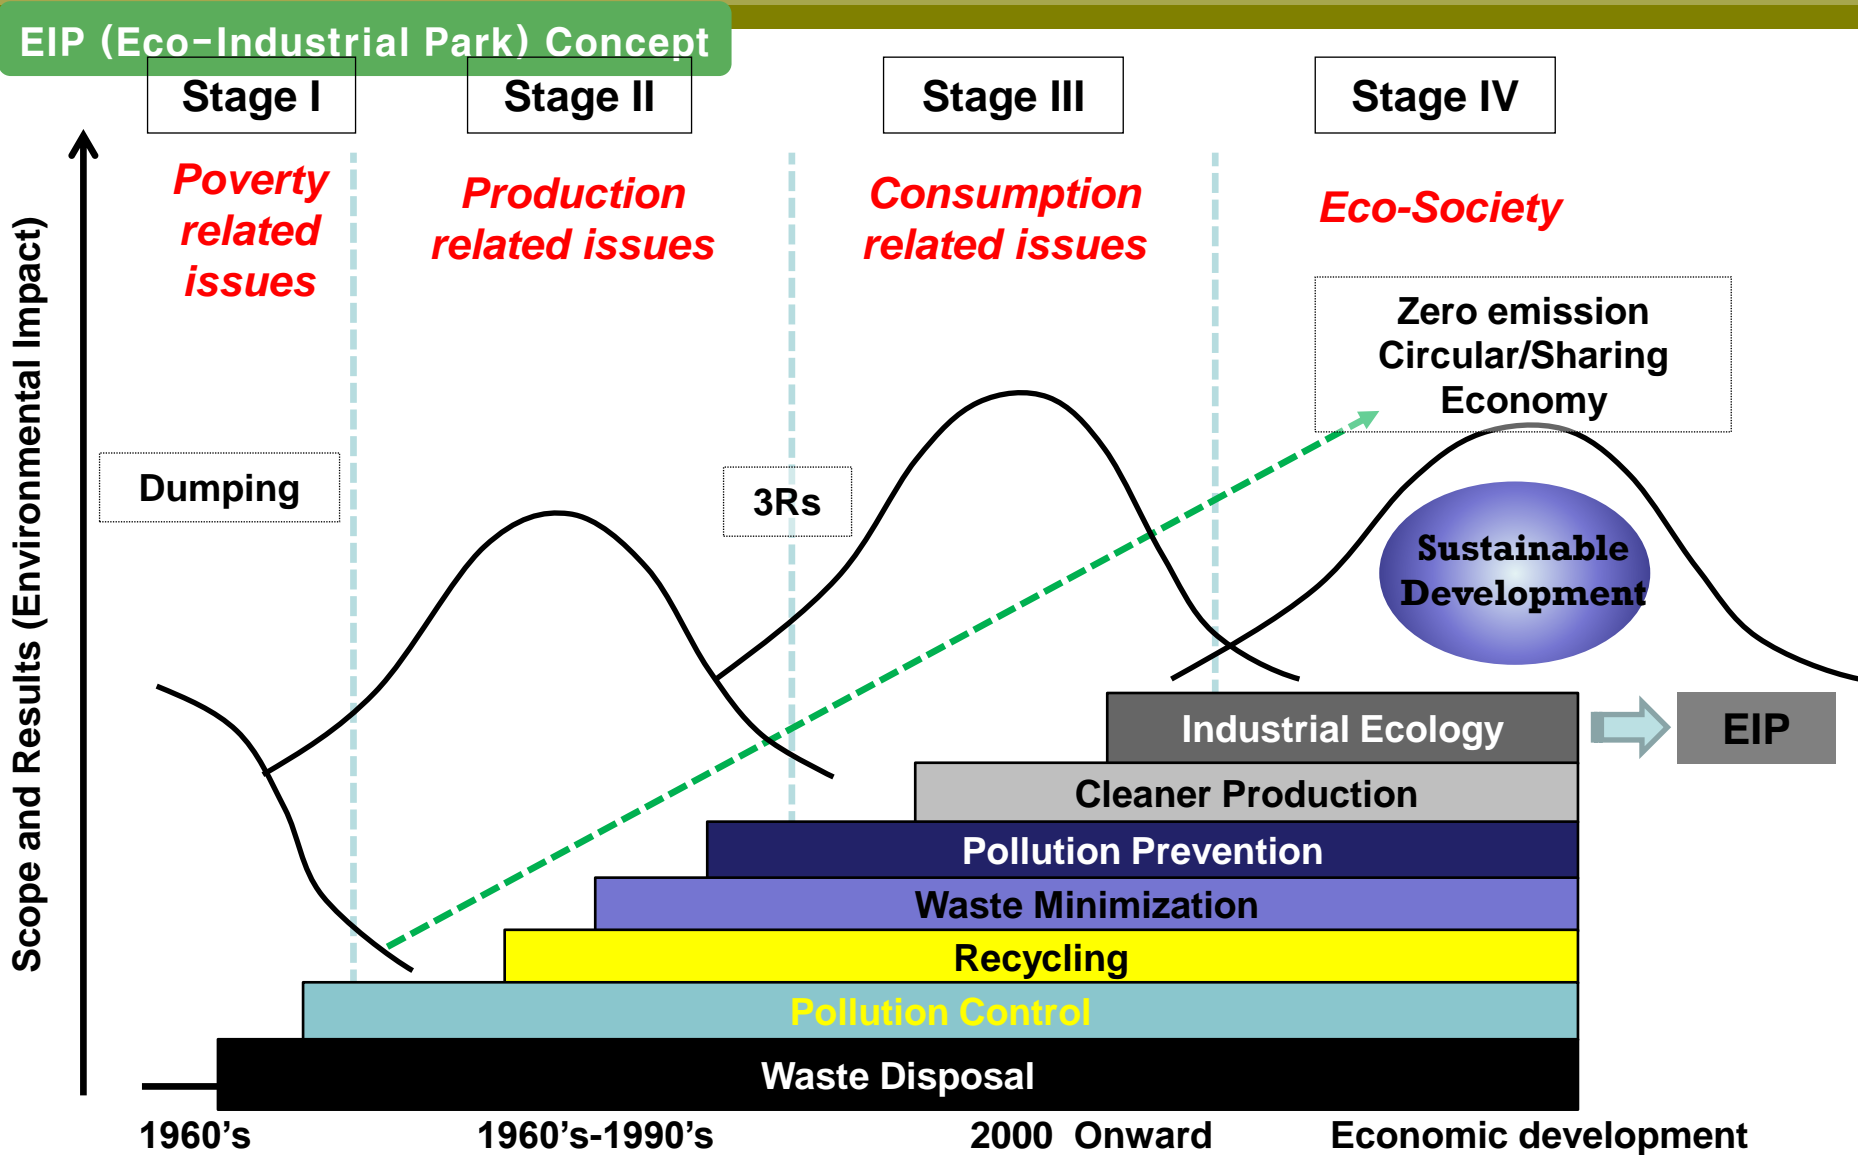 EIP (Eco-Industrial Park) Concept
Stage I
Stage II
Stage III
Stage IV
Poverty
related
issues
Production
related issues
Consumption
related issues
Eco-Society
Zero emission
Circular/Sharing
Economy
Dumping
3Rs
Sustainable
Development
Scope and Results (Environmental Impact)
Industrial Ecology
EIP
Cleaner Production
Pollution Prevention
Waste Minimization
Recycling
Pollution Control
Waste Disposal
1960's
1960's-1990's
2000 Onward
Economic development